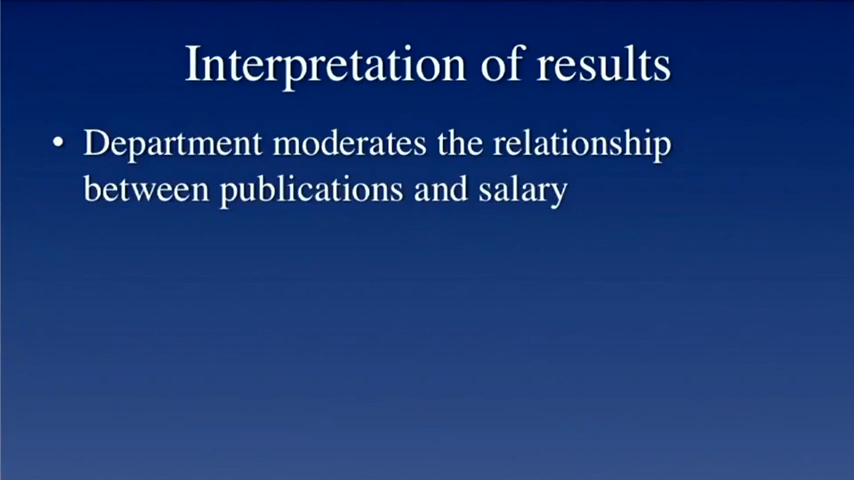 Interpretation of results
• Department moderates the relationship
between publications and salary